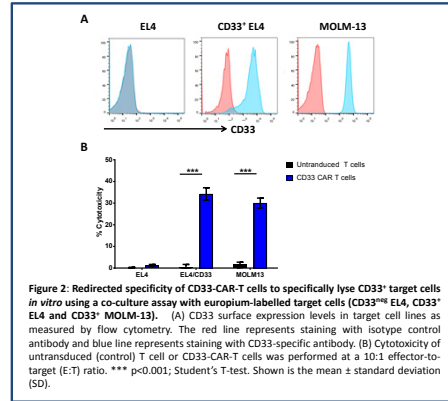 A
EL4 CD33⁺ EL4 MOLM-13
CD33
B
Untranduced T cells
CD33 CAR T cells
% Cytotoxicity
50
40
30
20
10
0
*** ***
EL4 EL4/CD33 MOLM13
Figure 2: Redirected specificity of CD33-CAR-T cells to specifically lyse CD33⁺ target cells
in vitro using a co-culture assay with europium-labelled target cells (CD33ⁿᵉᵍ EL4, CD33⁺
EL4 and CD33⁺ MOLM-13). (A) CD33 surface expression levels in target cell lines as
measured by flow cytometry. The red line represents staining with isotype control
antibody and blue line represents staining with CD33-specific antibody. (B) Cytotoxicity of
untransduced (control) T cell or CD33-CAR-T cells was performed at a 10:1 effector-to-
target (E:T) ratio. *** p<0.001; Student's T-test. Shown is the mean ± standard deviation
(SD).